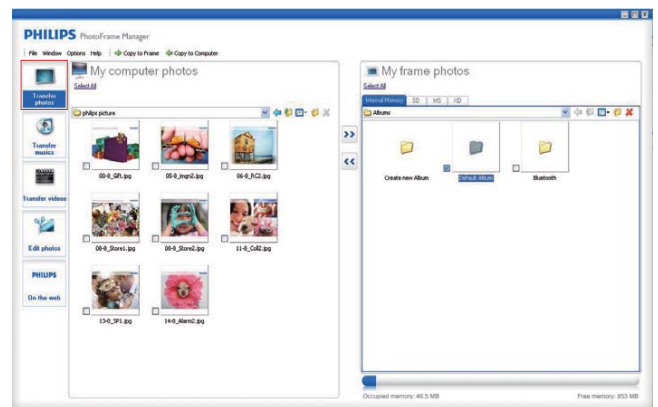 PHILIPS PhotoFrame Manager
File Window Options Help Copy to Frame Copy to Computer
Transfer photos
Transfer musics
Transfer videos
Edit photos
PHILIPS
On the web
My computer photos
Select All
philips picture
00-0_Gift.jpg 05-0_imgn2.jpg 06-0_RC2.jpg
08-0_Store1.jpg 08-0_Store2.jpg 11-0_Coll2.jpg
13-0_SP1.jpg 14-0_Alarm2.jpg
My frame photos
Select All
Internal Memory SD MS XD
Albums
Create new Album Default Album Bluetooth
Occupied memory: 46.5 MB Free memory: 853 MB